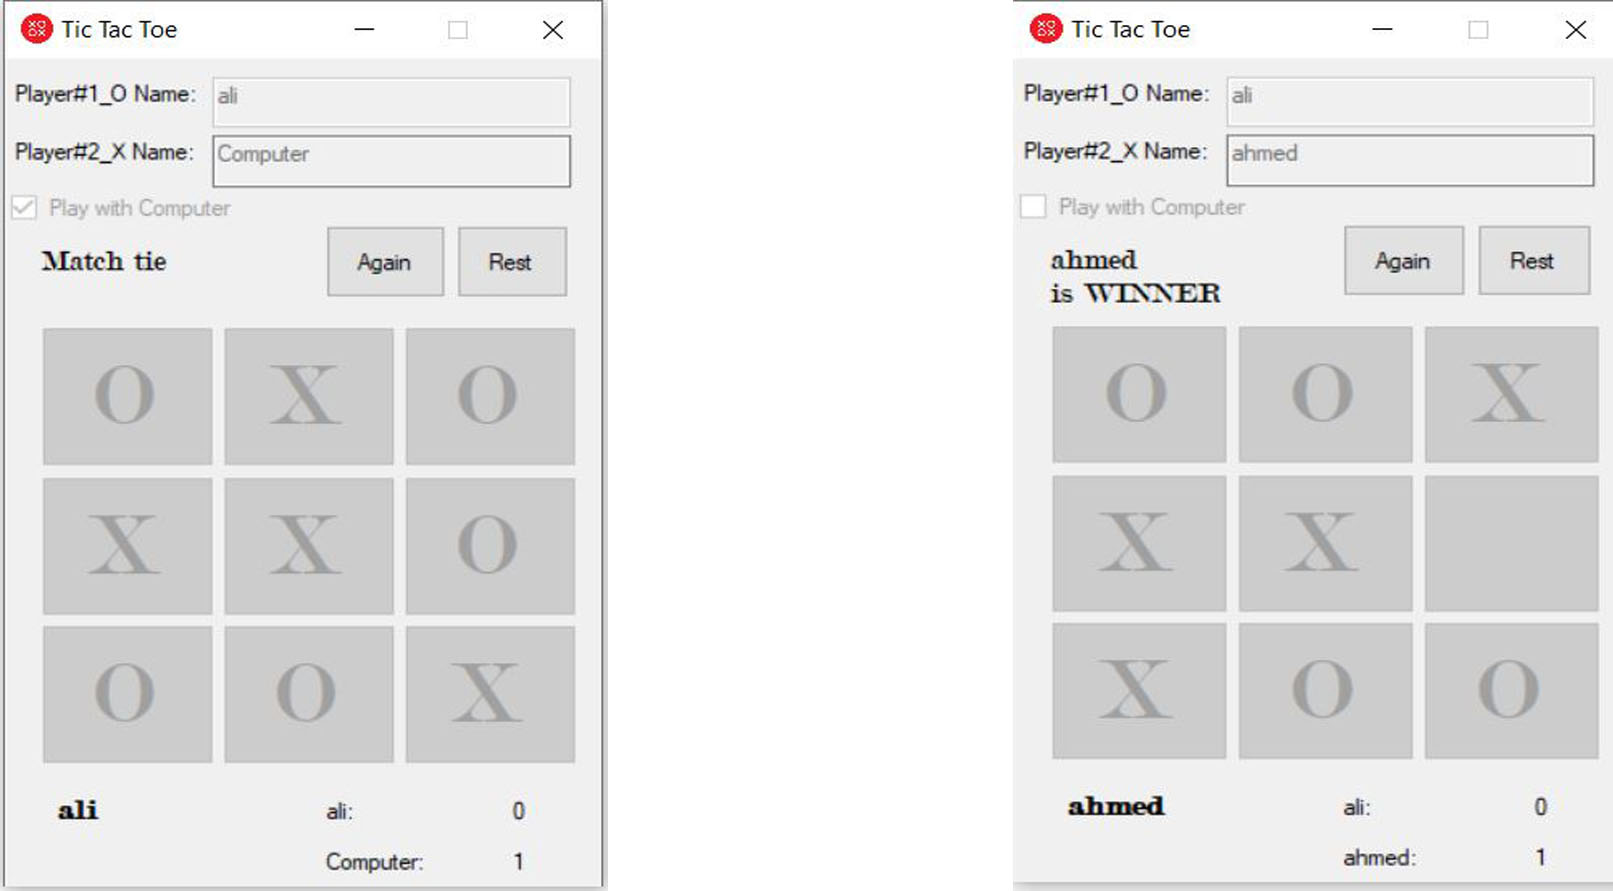 Tic Tac Toe
Player#1_O Name: ali
Player#2_X Name: Computer
Play with Computer
Match tie Again Rest
O X O
X X O
O O X
ali ali: 0
Computer: 1
Tic Tac Toe
Player#1_O Name: ali
Player#2_X Name: ahmed
Play with Computer
ahmed
is WINNER Again Rest
O O X
X X
X O O
ahmed ali: 0
ahmed: 1